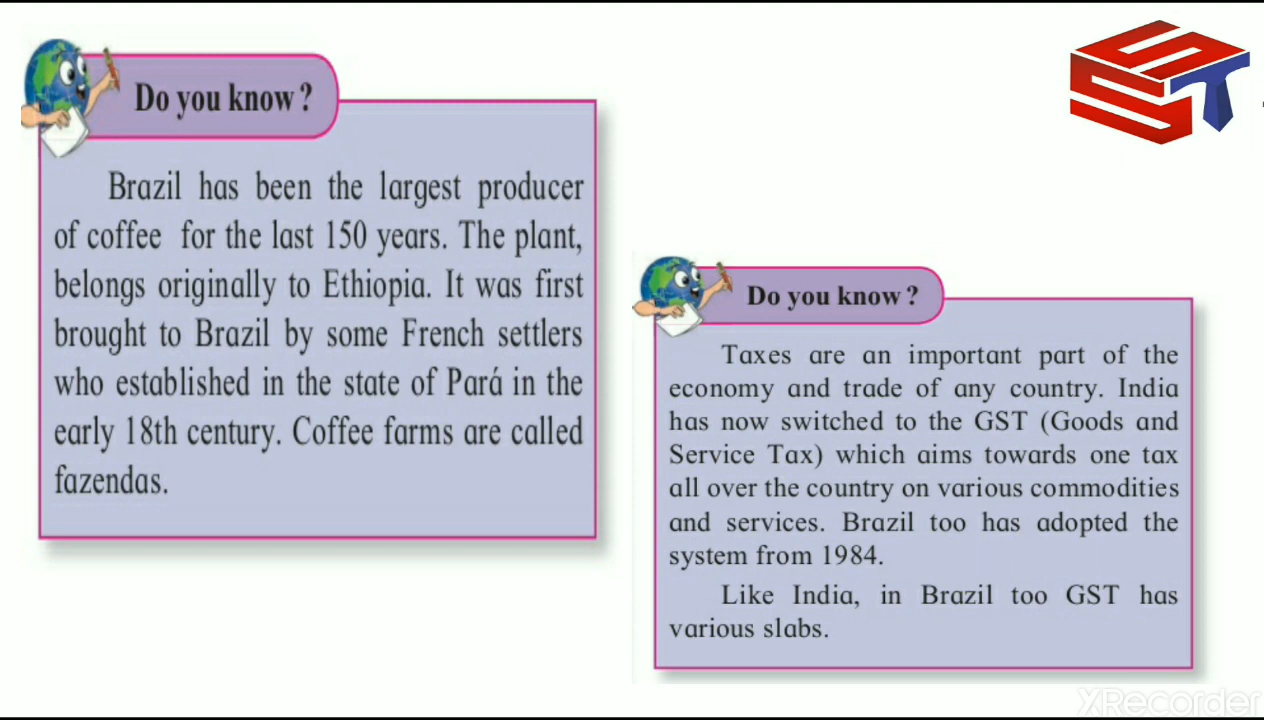 Do you know?
Brazil has been the largest producer
of coffee for the last 150 years. The plant,
belongs originally to Ethiopia. It was first
brought to Brazil by some French settlers
who established in the state of Pará in the
early 18th century. Coffee farms are called
fazendas.
SST
Do you know?
Taxes are an important part of the
economy and trade of any country. India
has now switched to the GST (Goods and
Service Tax) which aims towards one tax
all over the country on various commodities
and services. Brazil too has adopted the
system from 1984.
Like India, in Brazil too GST has
various slabs.
XRecorder